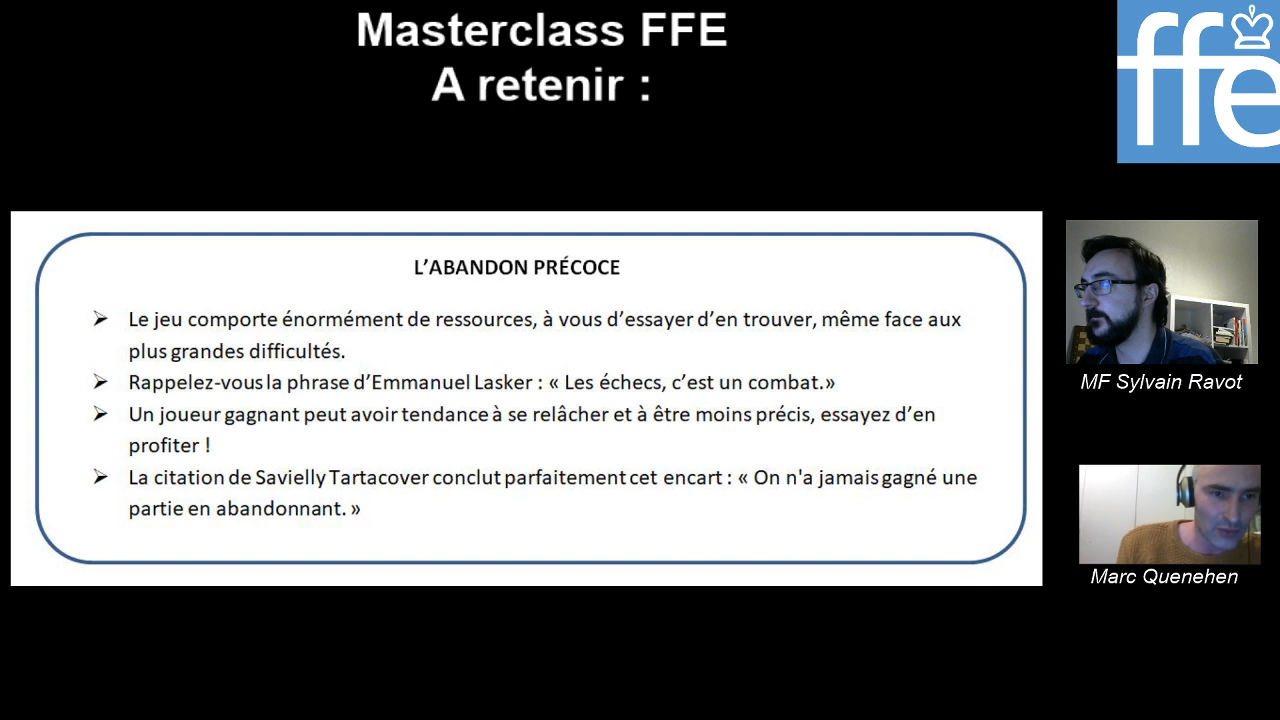 Masterclass FFE
A retenir :
ffe
L'ABANDON PRÉCOCE
➢ Le jeu comporte énormément de ressources, à vous d'essayer d'en trouver, même face aux
plus grandes difficultés.
➢ Rappelez-vous la phrase d'Emmanuel Lasker : « Les échecs, c'est un combat.»
➢ Un joueur gagnant peut avoir tendance à se relâcher et à être moins précis, essayez d'en
profiter !
➢ La citation de Savielly Tartacover conclut parfaitement cet encart : « On n'a jamais gagné une
partie en abandonnant. »
MF Sylvain Ravot
Marc Quenehen